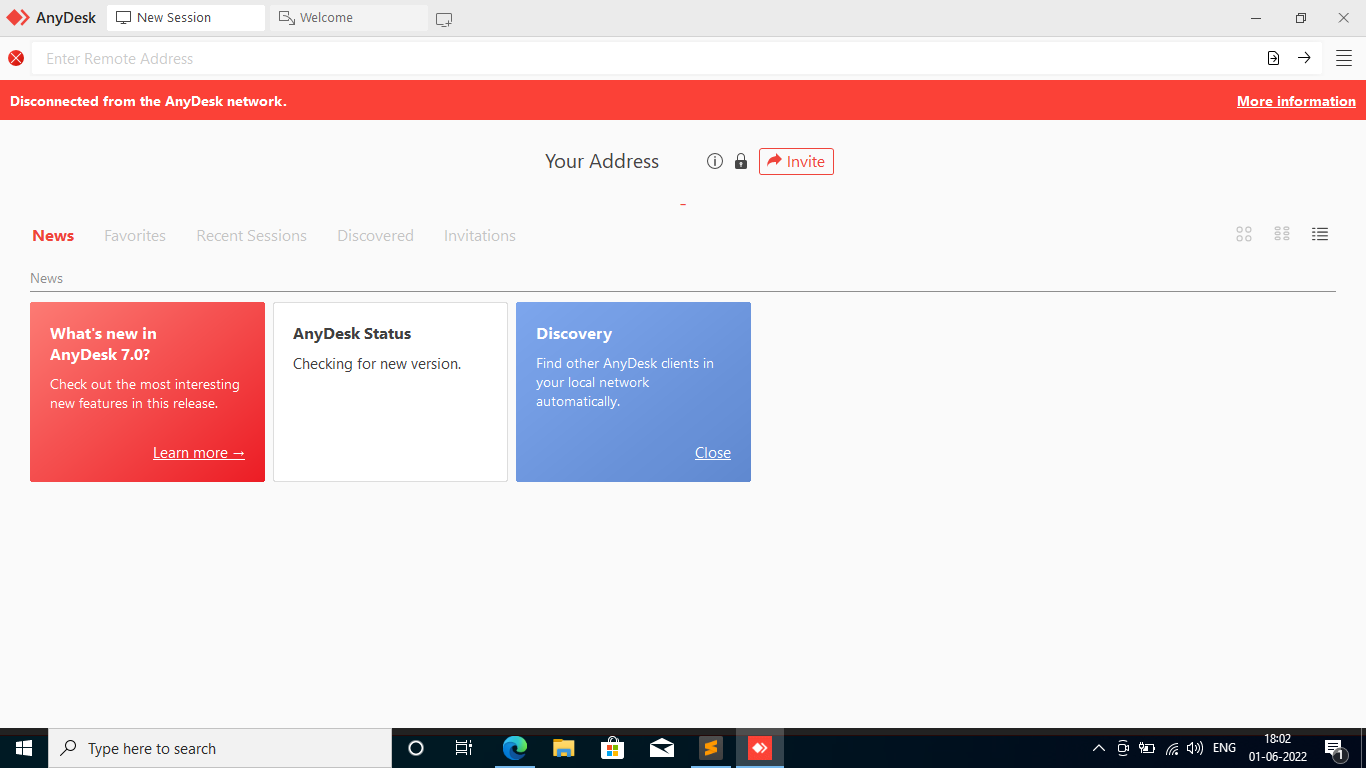 AnyDesk New Session Welcome
Enter Remote Address
Disconnected from the AnyDesk network. More information
Your Address Invite
-
News Favorites Recent Sessions Discovered Invitations
News
What's new in
AnyDesk 7.0?
Check out the most interesting
new features in this release.
Learn more →
AnyDesk Status
Checking for new version.
Discovery
Find other AnyDesk clients in
your local network
automatically.
Close
Type here to search
ENG
18:02
01-06-2022
1